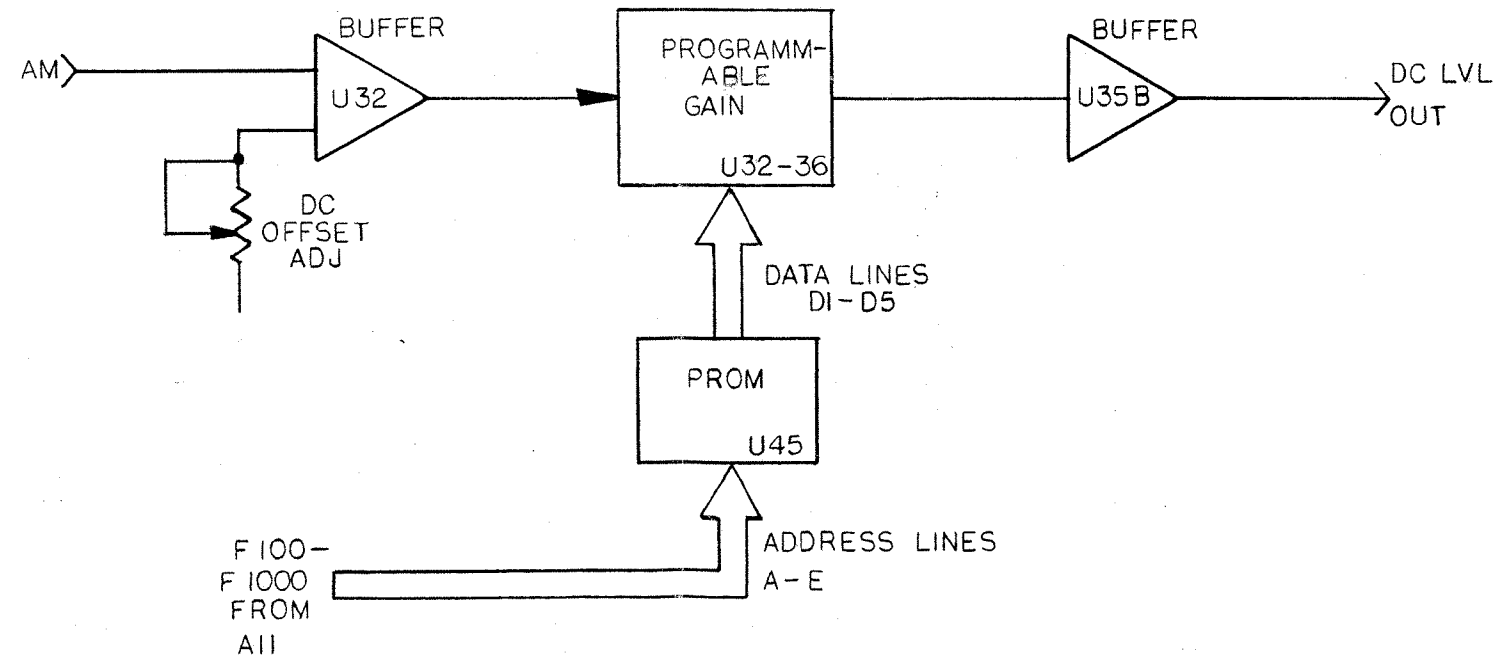 BUFFER
AM
U32
PROGRAMM-
ABLE
GAIN
U32-36
BUFFER
U35B
DC LVL
OUT
DC
OFFSET
ADJ
DATA LINES
D1-D5
PROM
U45
F100-
F1000
FROM
A11
ADDRESS LINES
A-E